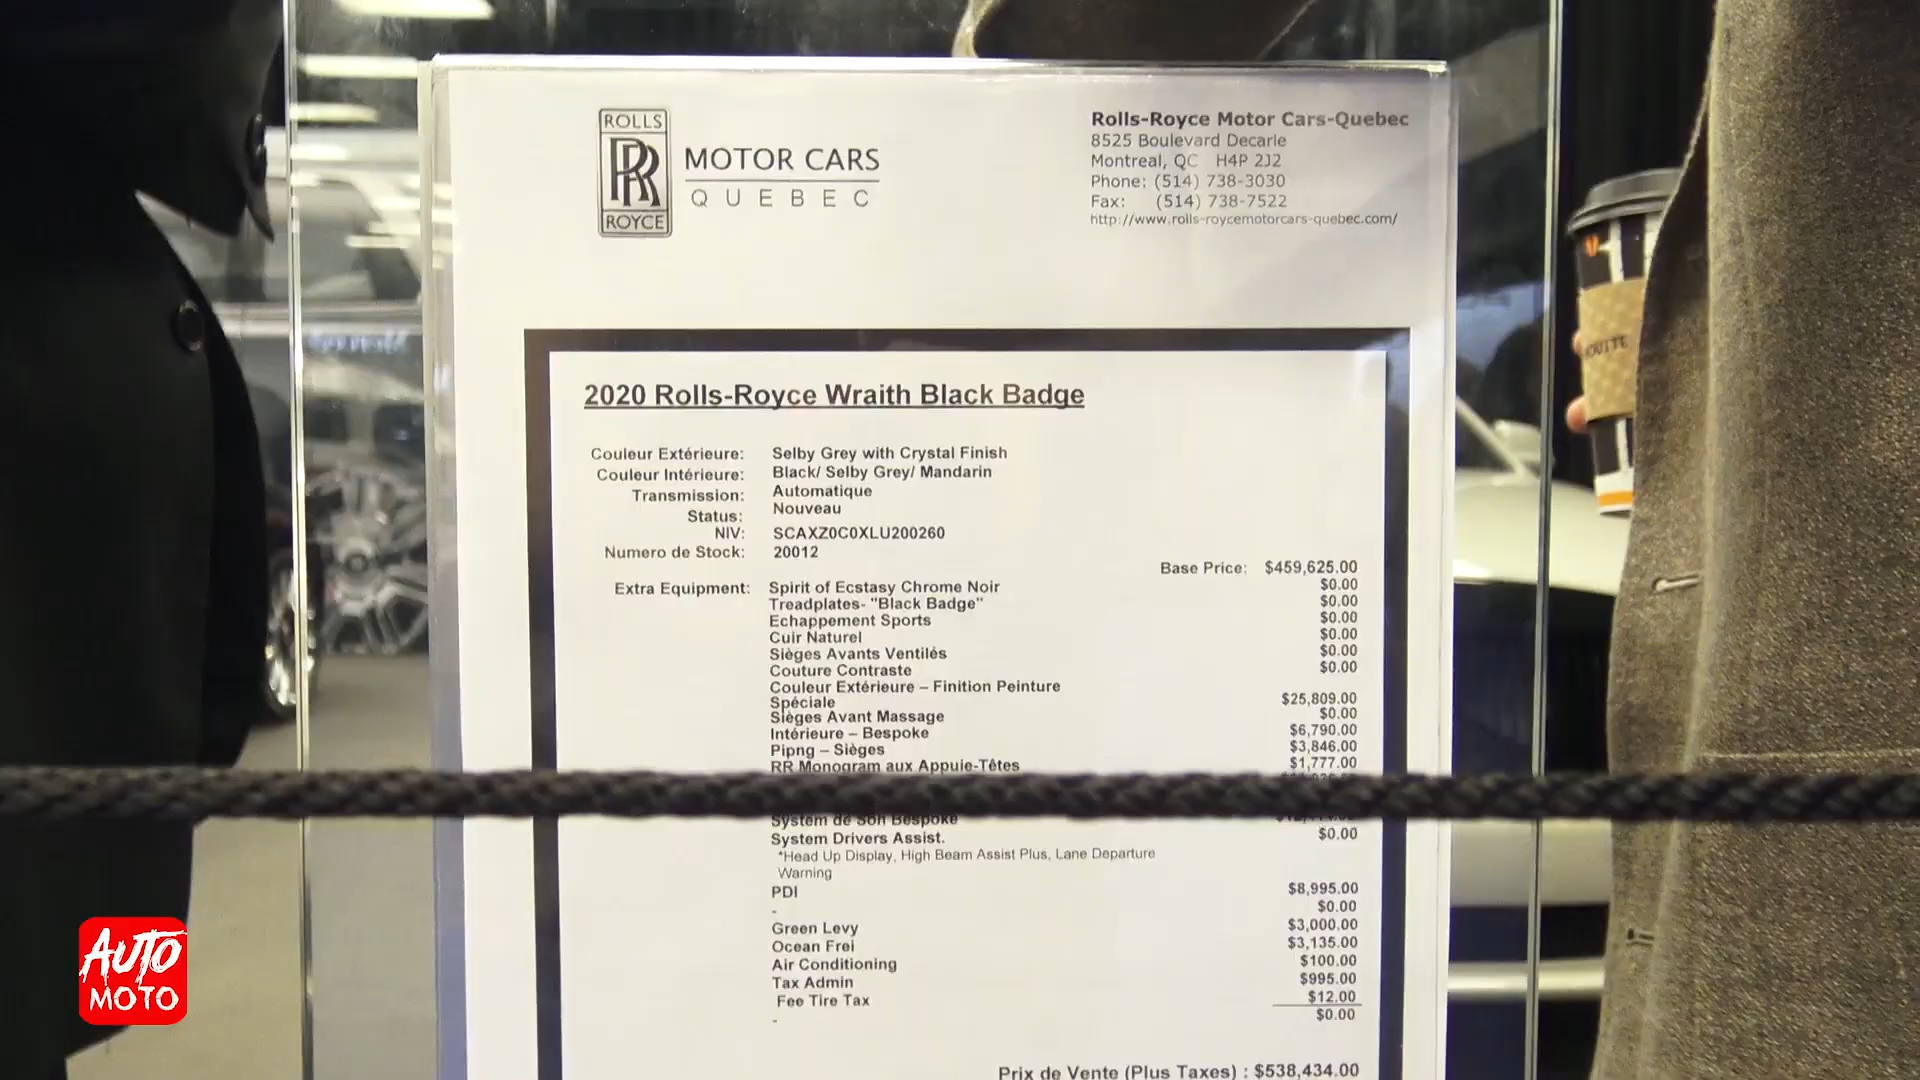 ROLLS
RR
ROYCE
MOTOR CARS
QUEBEC
Rolls-Royce Motor Cars-Quebec
8525 Boulevard Decarie
Montreal, QC H4P 2J2
Phone: (514) 738-3030
Fax: (514) 738-7522
http://www.rolls-roycemotorcars-quebec.com/
2020 Rolls-Royce Wraith Black Badge
Couleur Extérieure: Selby Grey with Crystal Finish
Couleur Intérieure: Black/ Selby Grey/ Mandarin
Transmission: Automatique
Status: Nouveau
NIV: SCAXZ0C0XLU200260
Numero de Stock: 20012
Base Price: $459,625.00
Extra Equipment: Spirit of Ecstasy Chrome Noir $0.00
Treadplates- "Black Badge" $0.00
Echappement Sports $0.00
Cuir Naturel $0.00
Sièges Avants Ventilés $0.00
Couture Contraste $0.00
Couleur Extérieure – Finition Peinture
Spéciale $25,809.00
Sièges Avant Massage $0.00
Intérieure – Bespoke $6,790.00
Pipng – Sièges $3,846.00
RR Monogram aux Appuie-Têtes $1,777.00
System de Son Bespoke
System Drivers Assist. $0.00
*Head Up Display, High Beam Assist Plus, Lane Departure
Warning
PDI $8,995.00
- $0.00
Green Levy $3,000.00
Ocean Frei $3,135.00
Air Conditioning $100.00
Tax Admin $995.00
Fee Tire Tax $12.00
- $0.00
Prix de Vente (Plus Taxes) : $538,434.00
AUTO
MOTO